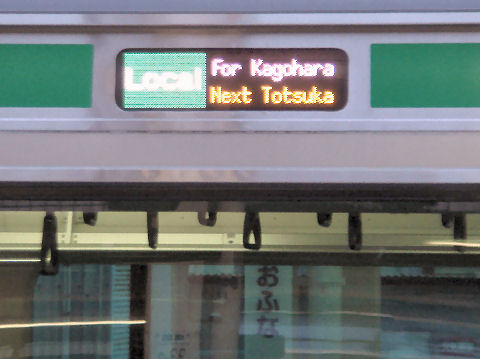 Local
For Kagohara
Next Totsuka
おふな